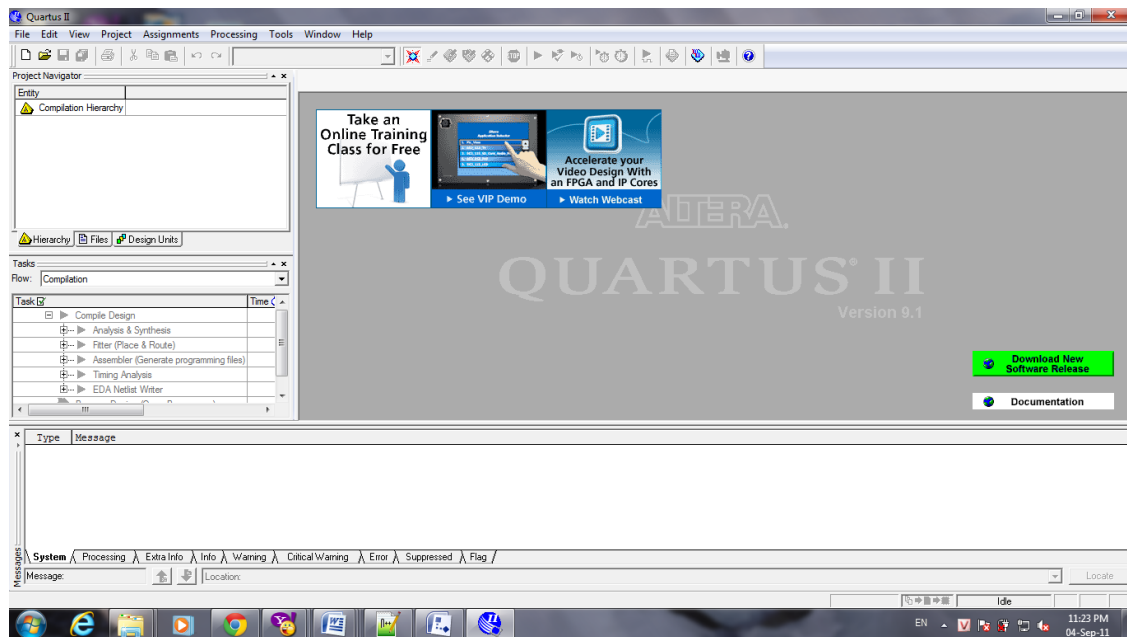 Quartus II
File Edit View Project Assignments Processing Tools Window Help
Project Navigator
Entity
Compilation Hierarchy
Hierarchy Files Design Units
Tasks
Flow: Compilation
Task Time
Compile Design
Analysis & Synthesis
Fitter (Place & Route)
Assembler (Generate programming files)
Timing Analysis
EDA Netlist Writer
Take an
Online Training
Class for Free
See VIP Demo
Accelerate your
Video Design With
an FPGA and IP Cores
Watch Webcast
ALTERA
QUARTUS® II
Version 9.1
Download New
Software Release
Documentation
Type Message
System Processing Extra Info Info Warning Critical Warning Error Suppressed Flag
Messages
Message: Location: Locate
Idle
EN
11:23 PM
04-Sep-11